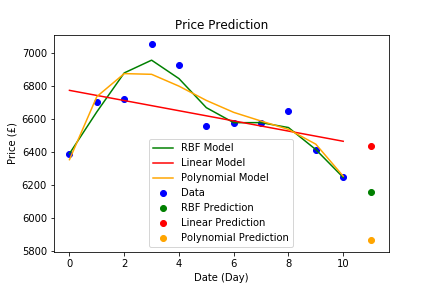 Price Prediction
Price (£)
7000
6800
6600
6400
6200
6000
5800
RBF Model
Linear Model
Polynomial Model
Data
RBF Prediction
Linear Prediction
Polynomial Prediction
0 2 4 6 8 10
Date (Day)